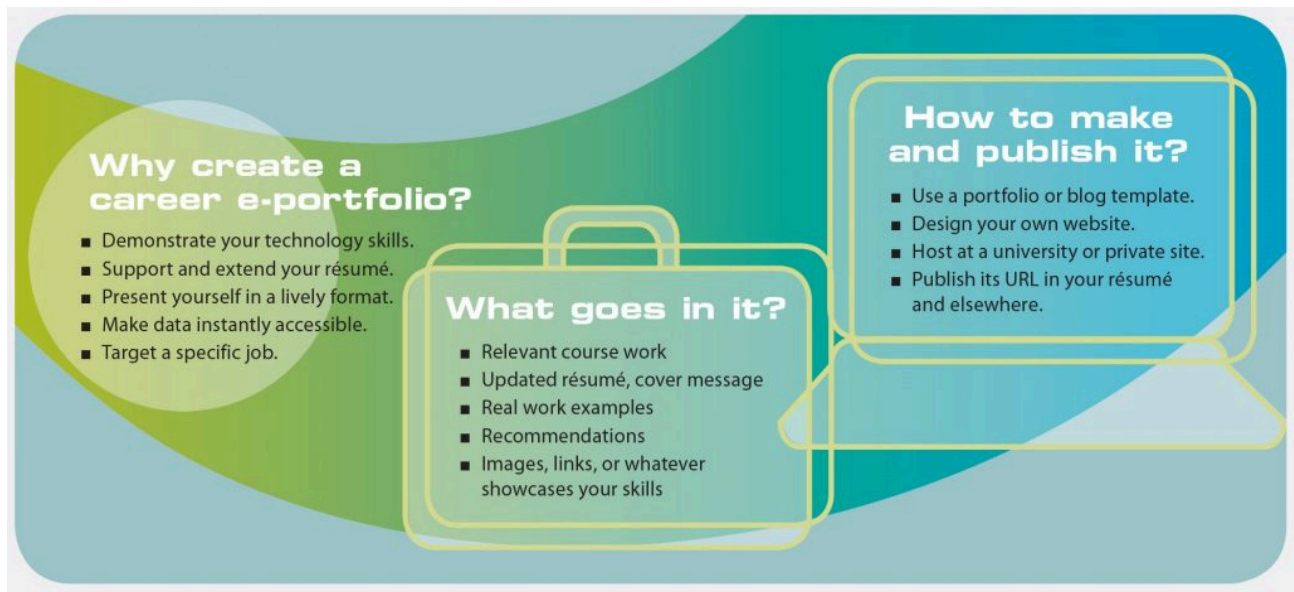 Why create a
career e-portfolio?
■ Demonstrate your technology skills.
■ Support and extend your résumé.
■ Present yourself in a lively format.
■ Make data instantly accessible.
■ Target a specific job.
What goes in it?
■ Relevant course work
■ Updated résumé, cover message
■ Real work examples
■ Recommendations
■ Images, links, or whatever
showcases your skills
How to make
and publish it?
■ Use a portfolio or blog template.
■ Design your own website.
■ Host at a university or private site.
■ Publish its URL in your résumé
and elsewhere.